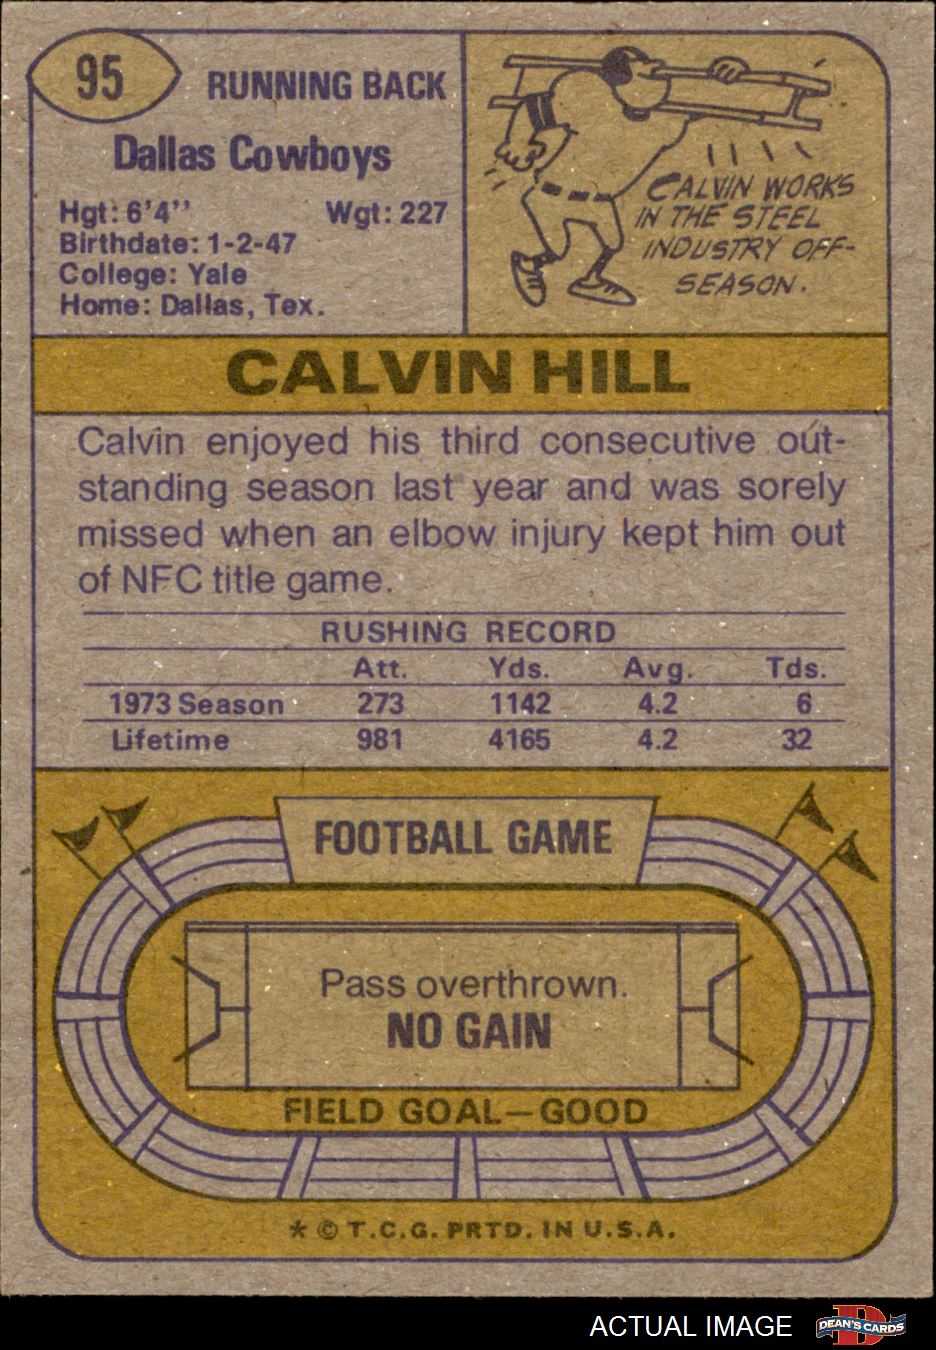 95
RUNNING BACK
Dallas Cowboys
Hgt: 6'4" Wgt: 227
Birthdate: 1-2-47
College: Yale
Home: Dallas, Tex.
CALVIN WORKS
IN THE STEEL
INDUSTRY OFF-
SEASON.
CALVIN HILL
Calvin enjoyed his third consecutive out-
standing season last year and was sorely
missed when an elbow injury kept him out
of NFC title game.
RUSHING RECORD
Att. Yds. Avg. Tds.
1973 Season 273 1142 4.2 6
Lifetime 981 4165 4.2 32
FOOTBALL GAME
Pass overthrown.
NO GAIN
FIELD GOAL—GOOD
* © T.C.G. PRTD. IN U.S.A.
ACTUAL IMAGE
D
DEAN'S CARDS